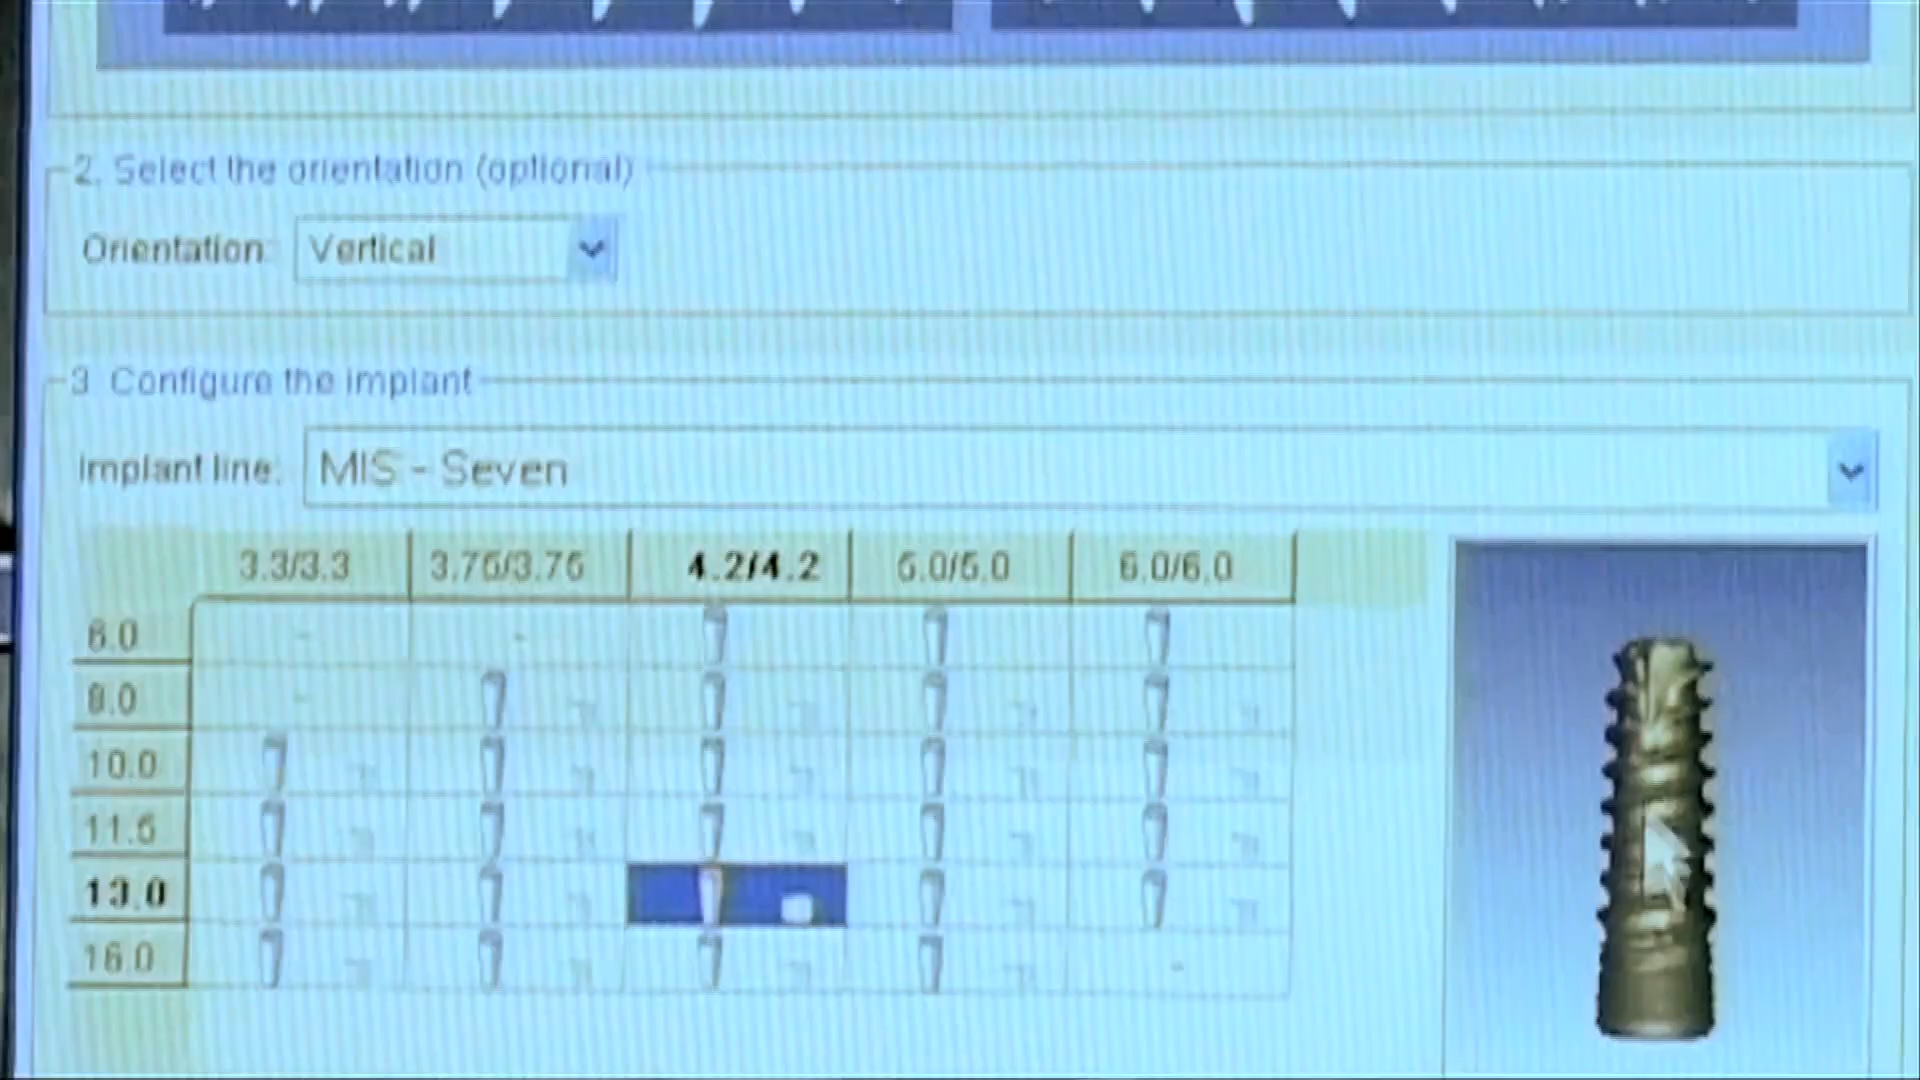 2. Select the orientation (optional)
Orientation: Vertical
3. Configure the implant
Implant line: MIS - Seven
3.3/3.3 3.75/3.75 4.2/4.2 5.0/5.0 6.0/6.0
6.0
8.0
10.0
11.5
13.0
16.0